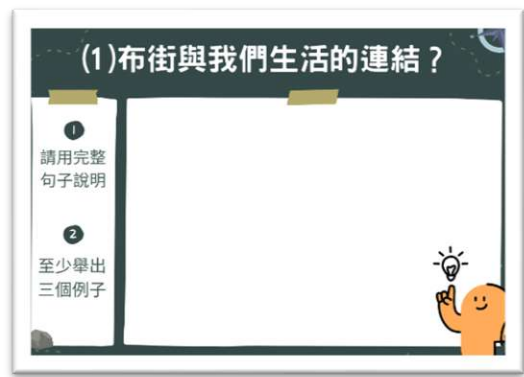 (1)布街與我們生活的連結？
1
請用完整
句子說明
2
至少舉出
三個例子